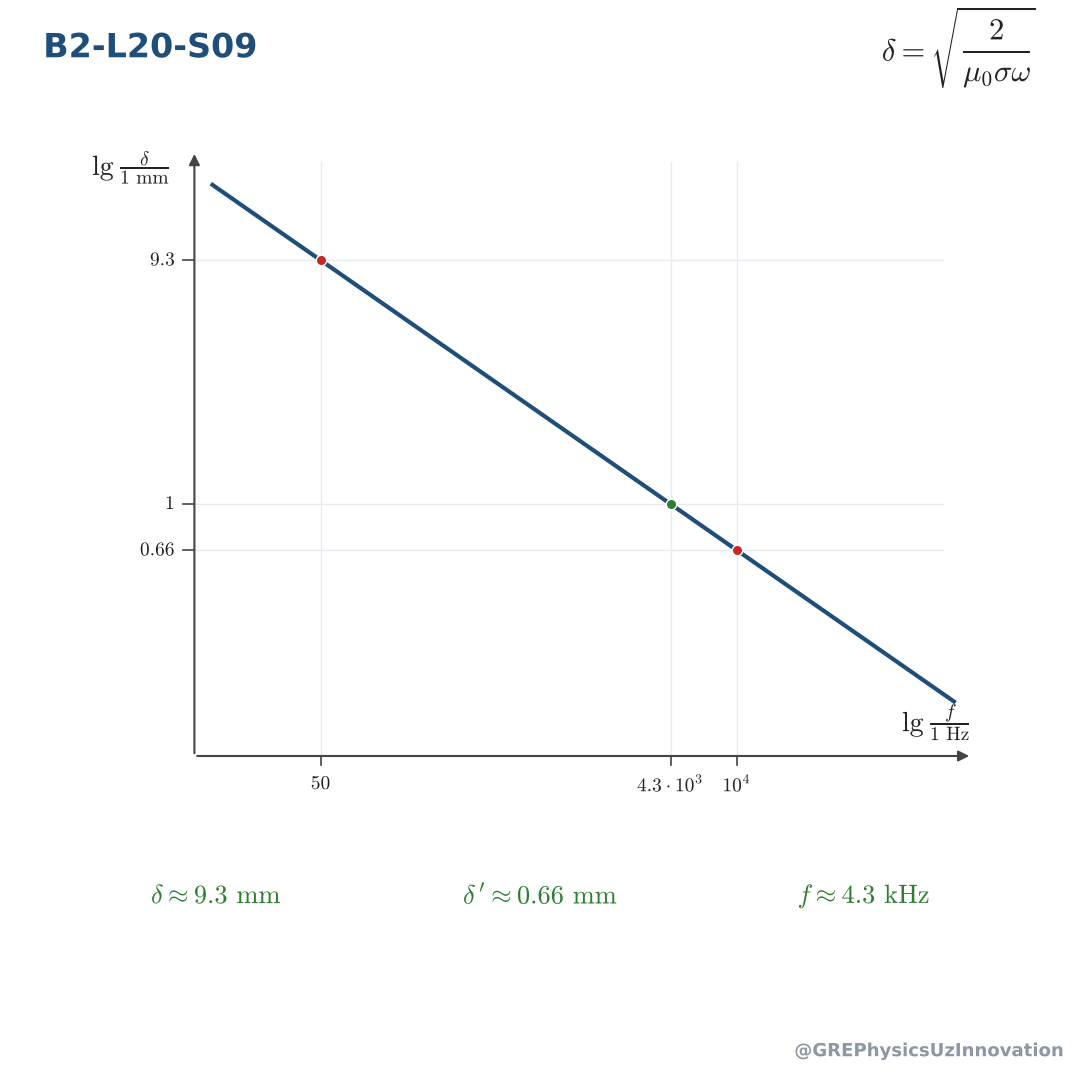 B2-L20-S09
δ = √(2/(μ₀σω))
lg δ/(1 mm)
9.3
1
0.66
lg f/(1 Hz)
50
4.3 · 10³
10⁴
δ ≈ 9.3 mm
δ′ ≈ 0.66 mm
f ≈ 4.3 kHz
@GREPhysicsUzInnovation